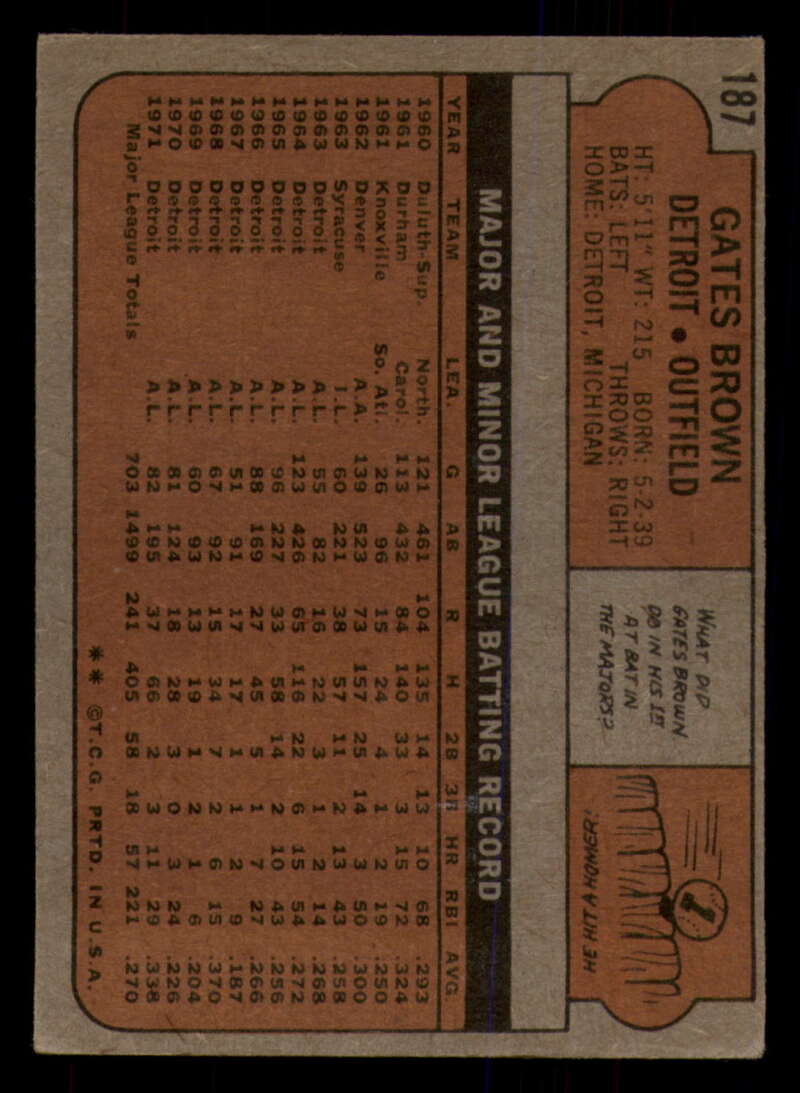 187
GATES BROWN
DETROIT • OUTFIELD
HT: 5'11" WT: 215 BORN: 5-2-39
BATS: LEFT THROWS: RIGHT
HOME: DETROIT, MICHIGAN
WHAT DID
GATES BROWN
DO IN HIS 1ST
AT BAT IN
THE MAJORS?
1
HE HIT A HOMER.
MAJOR AND MINOR LEAGUE BATTING RECORD
YEAR TEAM LEA. G AB R H 2B 3B HR RBI AVG
1960 Duluth-Sup. North. 121 461 104 135 14 13 10 68 .293
1961 Durham Carol. 113 432 84 140 33 3 15 72 .324
1961 Knoxville So. Atl. 26 96 15 24 4 1 2 19 .250
1962 Denver A.A. 139 523 73 157 25 14 3 50 .300
1963 Syracuse I.L. 60 221 38 57 11 2 13 43 .258
1963 Detroit A.L. 55 82 16 22 3 1 2 14 .268
1964 Detroit A.L. 123 426 65 116 22 6 15 54 .272
1965 Detroit A.L. 96 227 33 58 14 2 10 43 .256
1966 Detroit A.L. 88 169 27 45 5 1 7 27 .266
1967 Detroit A.L. 51 91 17 17 1 1 2 9 .187
1968 Detroit A.L. 67 92 15 34 7 2 6 15 .370
1969 Detroit A.L. 60 93 13 19 1 2 1 6 .204
1970 Detroit A.L. 81 124 18 28 3 0 3 24 .226
1971 Detroit A.L. 82 195 37 66 2 3 11 29 .338
Major League Totals 703 1499 241 405 58 18 57 221 .270
** ©T.C.G. PRTD. IN U.S.A.